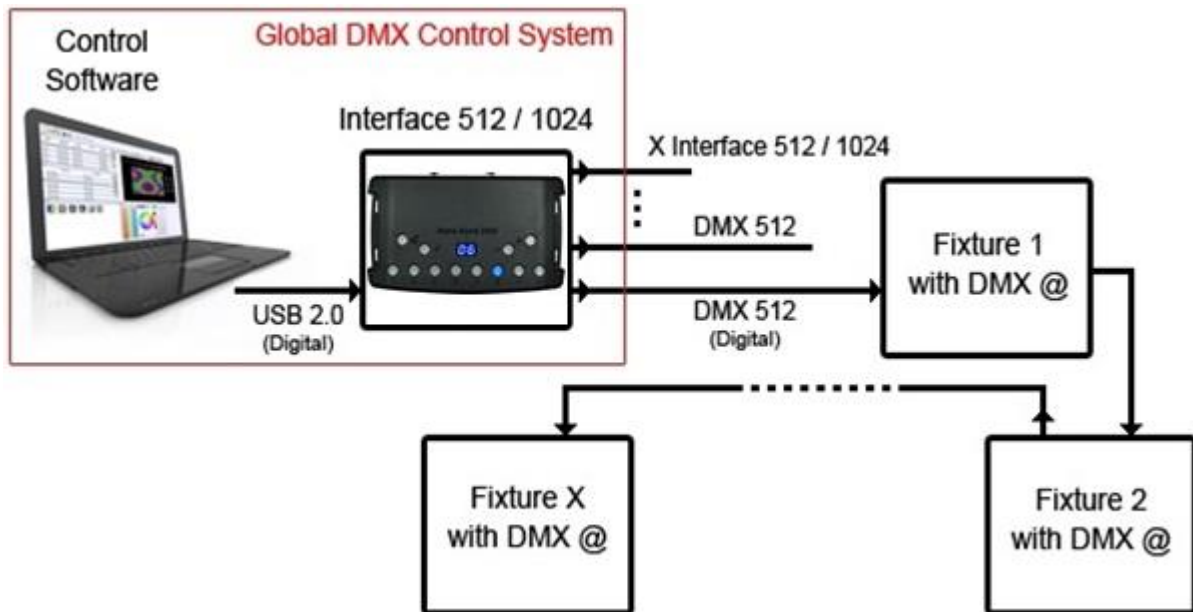 Global DMX Control System
Control
Software
Interface 512 / 1024
X Interface 512 / 1024
DMX 512
06
USB 2.0
(Digital)
DMX 512
(Digital)
Fixture 1
with DMX @
Fixture X
with DMX @
Fixture 2
with DMX @